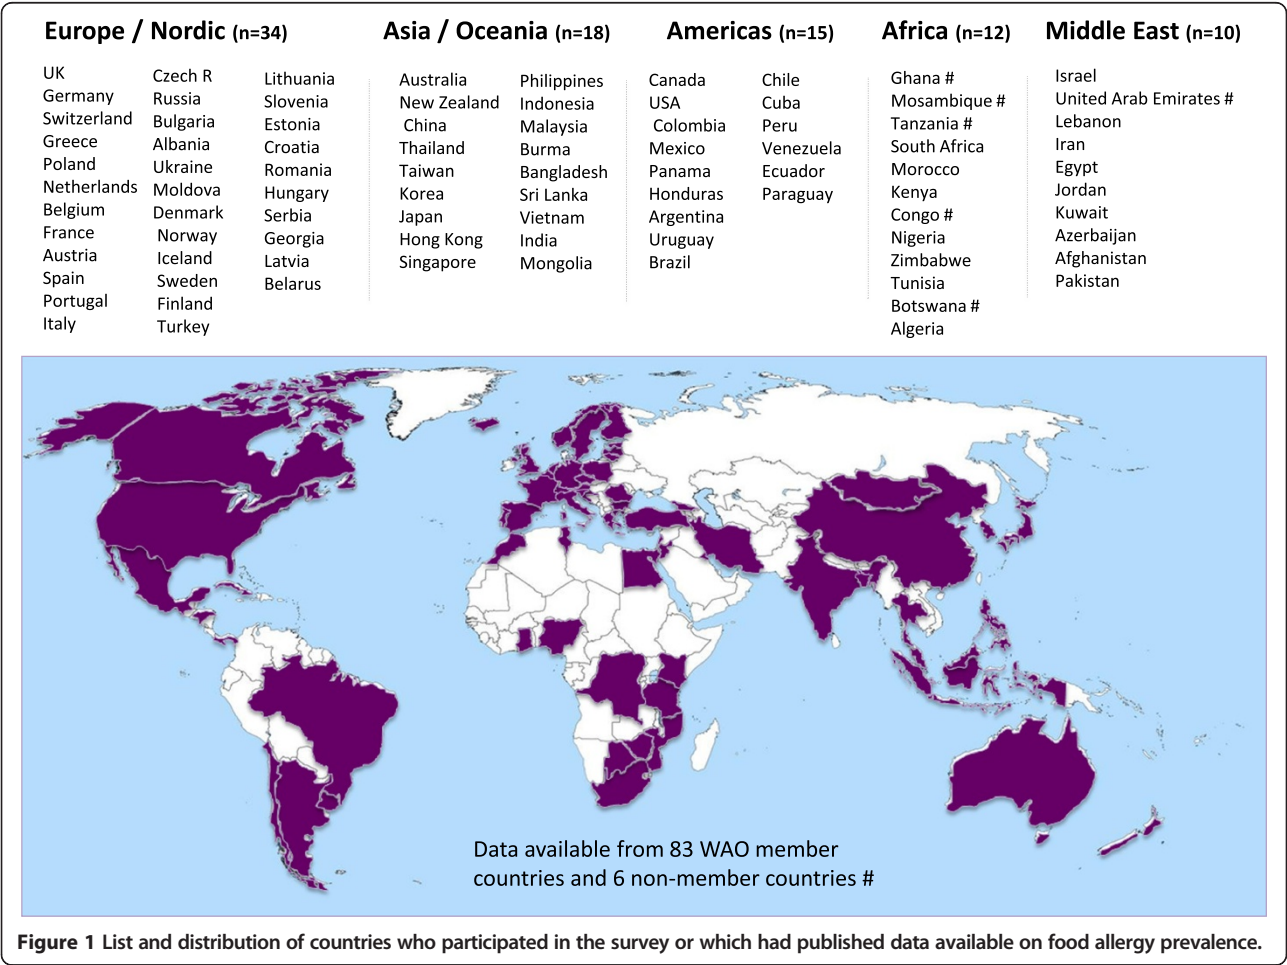 Europe / Nordic (n=34)
UK
Germany
Switzerland
Greece
Poland
Netherlands
Belgium
France
Austria
Spain
Portugal
Italy
Czech R
Russia
Bulgaria
Albania
Ukraine
Moldova
Denmark
Norway
Iceland
Sweden
Finland
Turkey
Lithuania
Slovenia
Estonia
Croatia
Romania
Hungary
Serbia
Georgia
Latvia
Belarus
Asia / Oceania (n=18)
Australia
New Zealand
China
Thailand
Taiwan
Korea
Japan
Hong Kong
Singapore
Philippines
Indonesia
Malaysia
Burma
Bangladesh
Sri Lanka
Vietnam
India
Mongolia
Americas (n=15)
Canada
USA
Colombia
Mexico
Panama
Honduras
Argentina
Uruguay
Brazil
Chile
Cuba
Peru
Venezuela
Ecuador
Paraguay
Africa (n=12)
Ghana #
Mosambique #
Tanzania #
South Africa
Morocco
Kenya
Congo #
Nigeria
Zimbabwe
Tunisia
Botswana #
Algeria
Middle East (n=10)
Israel
United Arab Emirates #
Lebanon
Iran
Egypt
Jordan
Kuwait
Azerbaijan
Afghanistan
Pakistan
Data available from 83 WAO member
countries and 6 non-member countries #
Figure 1 List and distribution of countries who participated in the survey or which had published data available on food allergy prevalence.